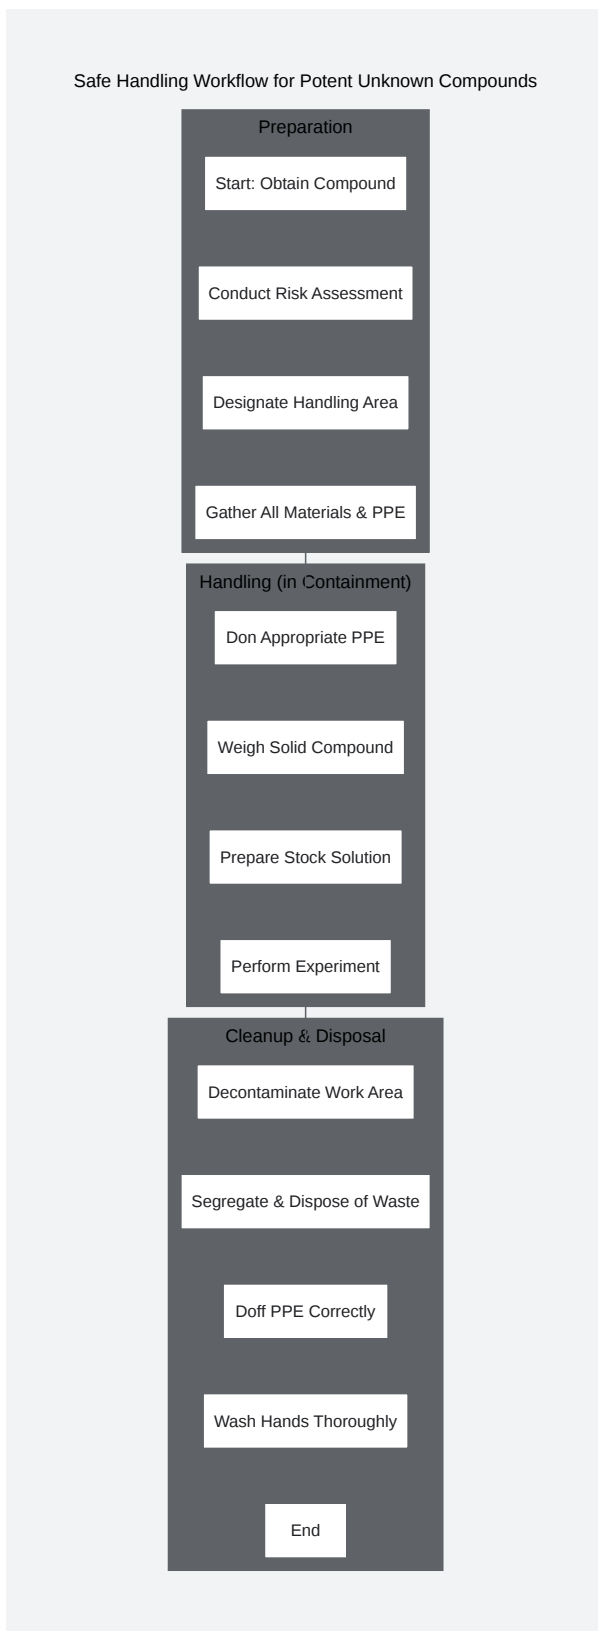 Safe Handling Workflow for Potent Unknown Compounds
Preparation
Start: Obtain Compound
Conduct Risk Assessment
Designate Handling Area
Gather All Materials & PPE
Handling (in Containment)
Don Appropriate PPE
Weigh Solid Compound
Prepare Stock Solution
Perform Experiment
Cleanup & Disposal
Decontaminate Work Area
Segregate & Dispose of Waste
Doff PPE Correctly
Wash Hands Thoroughly
End